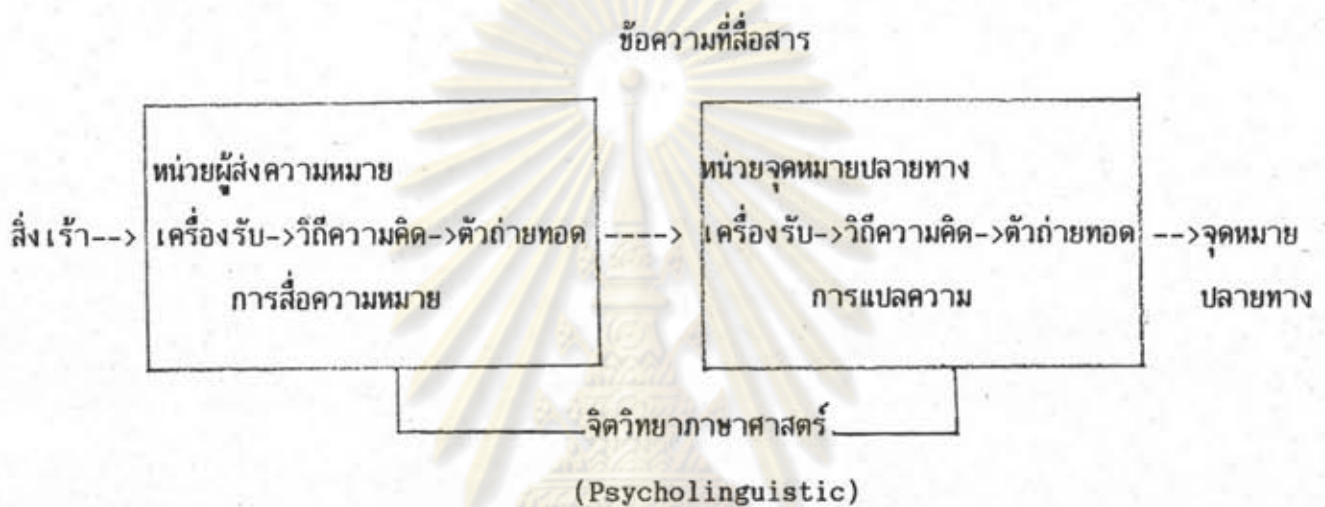 ข้อความที่สื่อสาร
หน่วยผู้ส่งความหมาย หน่วยจุดหมายปลายทาง
สิ่งเร้า--> เครื่องรับ->วิถีความคิด->ตัวถ่ายทอด ----> เครื่องรับ->วิถีความคิด->ตัวถ่ายทอด -->จุดหมาย
การสื่อความหมาย การแปลความ ปลายทาง
จิตวิทยาภาษาศาสตร์
(Psycholinguistic)